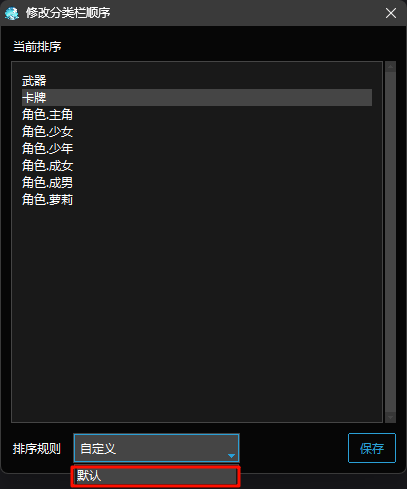 修改分类栏顺序
当前排序
武器
卡牌
角色.主角
角色.少女
角色.少年
角色.成女
角色.成男
角色.萝莉
排序规则 自定义 保存
默认